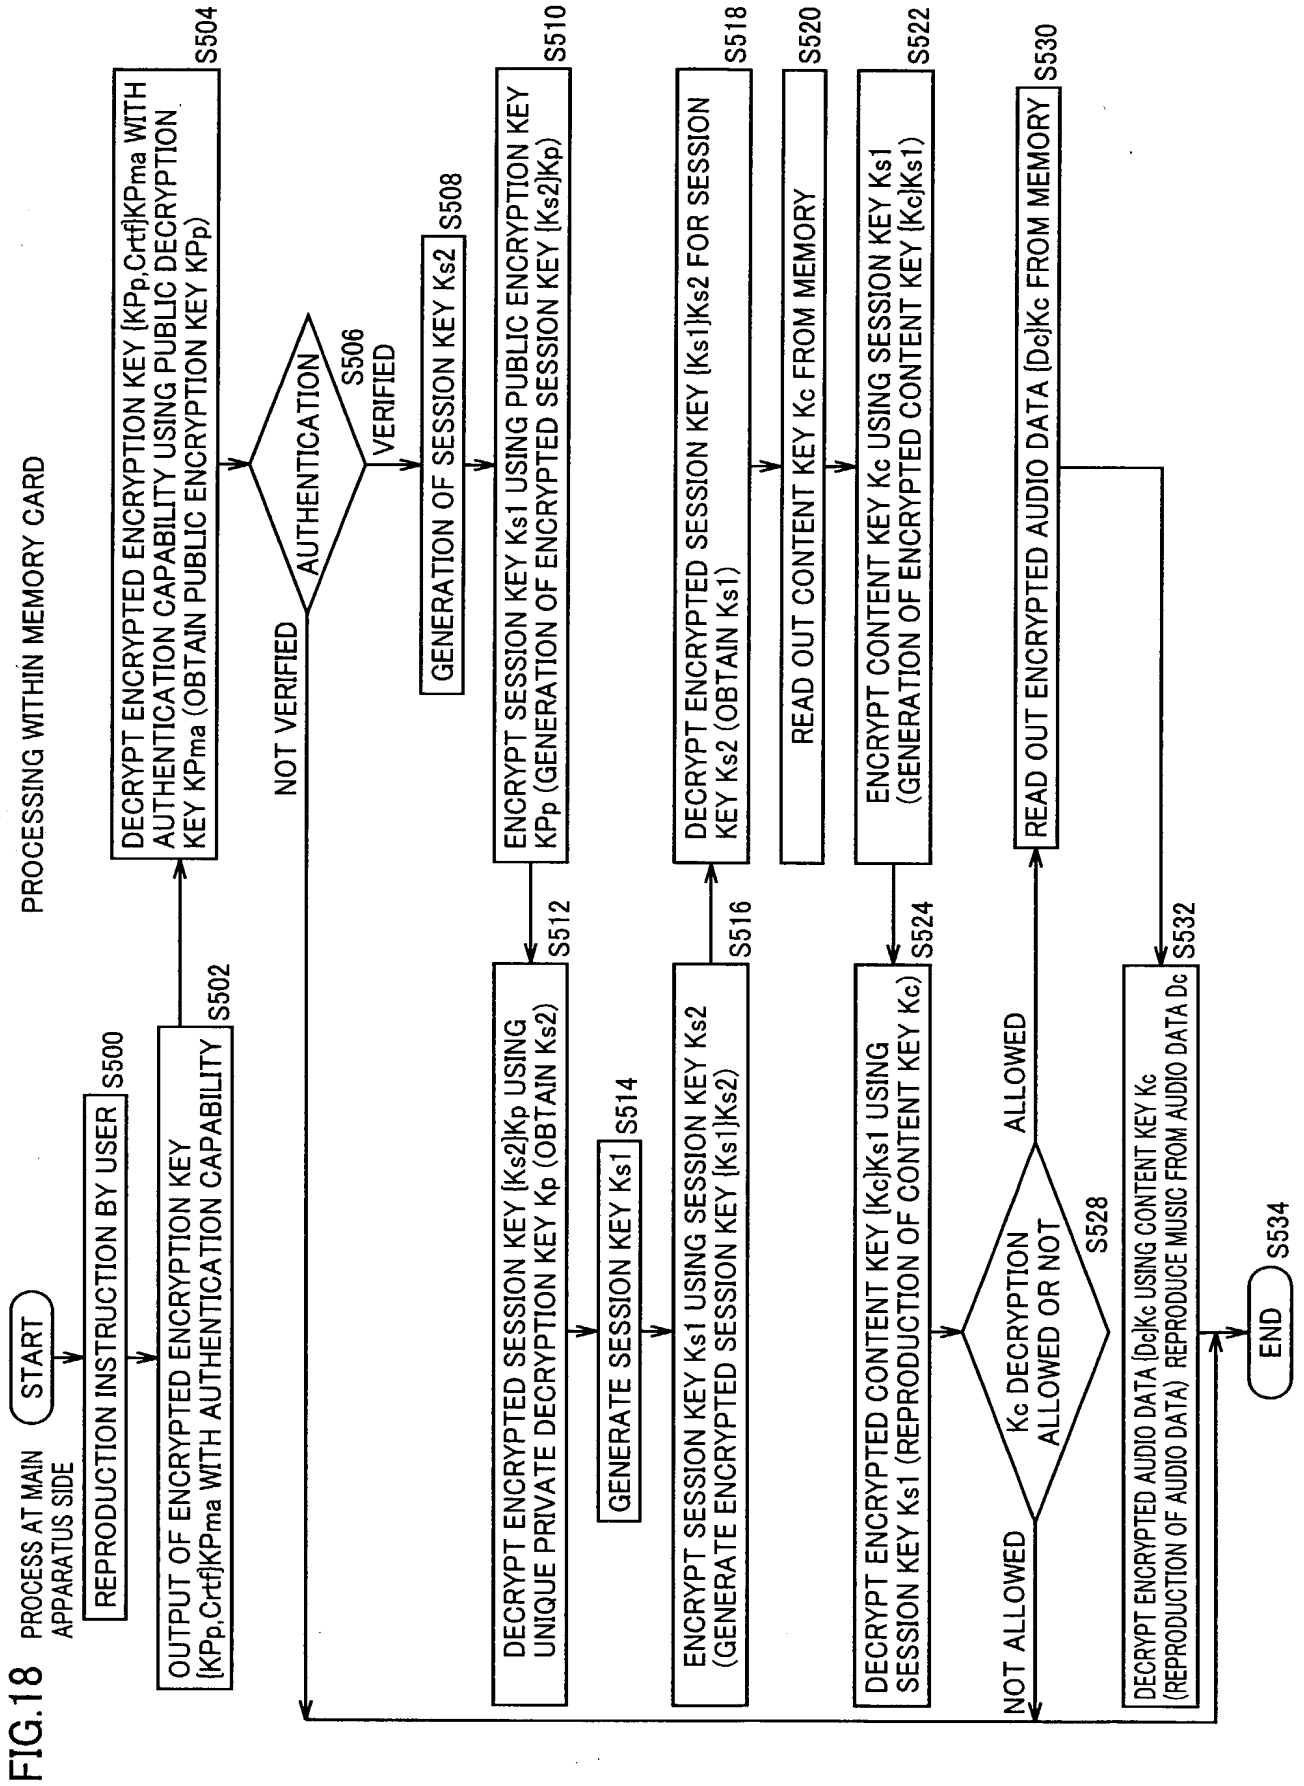 FIG.18
PROCESS AT MAIN
APPARATUS SIDE
PROCESSING WITHIN MEMORY CARD
START
REPRODUCTION INSTRUCTION BY USER
S500
OUTPUT OF ENCRYPTED ENCRYPTION KEY
{KPp,Crtf}KPma WITH AUTHENTICATION CAPABILITY
S502
DECRYPT ENCRYPTED ENCRYPTION KEY {KPp,Crtf}KPma WITH
AUTHENTICATION CAPABILITY USING PUBLIC DECRYPTION
KEY KPma (OBTAIN PUBLIC ENCRYPTION KEY KPp)
S504
AUTHENTICATION
S506
NOT VERIFIED
VERIFIED
GENERATION OF SESSION KEY Ks2
S508
ENCRYPT SESSION KEY Ks1 USING PUBLIC ENCRYPTION KEY
KPp (GENERATION OF ENCRYPTED SESSION KEY {Ks2}Kp)
S510
DECRYPT ENCRYPTED SESSION KEY {Ks2}Kp USING
UNIQUE PRIVATE DECRYPTION KEY Kp (OBTAIN Ks2)
S512
GENERATE SESSION KEY Ks1
S514
ENCRYPT SESSION KEY Ks1 USING SESSION KEY Ks2
(GENERATE ENCRYPTED SESSION KEY {Ks1}Ks2)
S516
DECRYPT ENCRYPTED SESSION KEY {Ks1}Ks2 FOR SESSION
KEY Ks2 (OBTAIN Ks1)
S518
READ OUT CONTENT KEY Kc FROM MEMORY
S520
ENCRYPT CONTENT KEY Kc USING SESSION KEY Ks1
(GENERATION OF ENCRYPTED CONTENT KEY {Kc}Ks1)
S522
DECRYPT ENCRYPTED CONTENT KEY {Kc}Ks1 USING
SESSION KEY Ks1 (REPRODUCTION OF CONTENT KEY Kc)
S524
Kc DECRYPTION
ALLOWED OR NOT
S528
NOT ALLOWED
ALLOWED
READ OUT ENCRYPTED AUDIO DATA {Dc}Kc FROM MEMORY
S530
DECRYPT ENCRYPTED AUDIO DATA {Dc}Kc USING CONTENT KEY Kc
(REPRODUCTION OF AUDIO DATA) REPRODUCE MUSIC FROM AUDIO DATA Dc
S532
END
S534